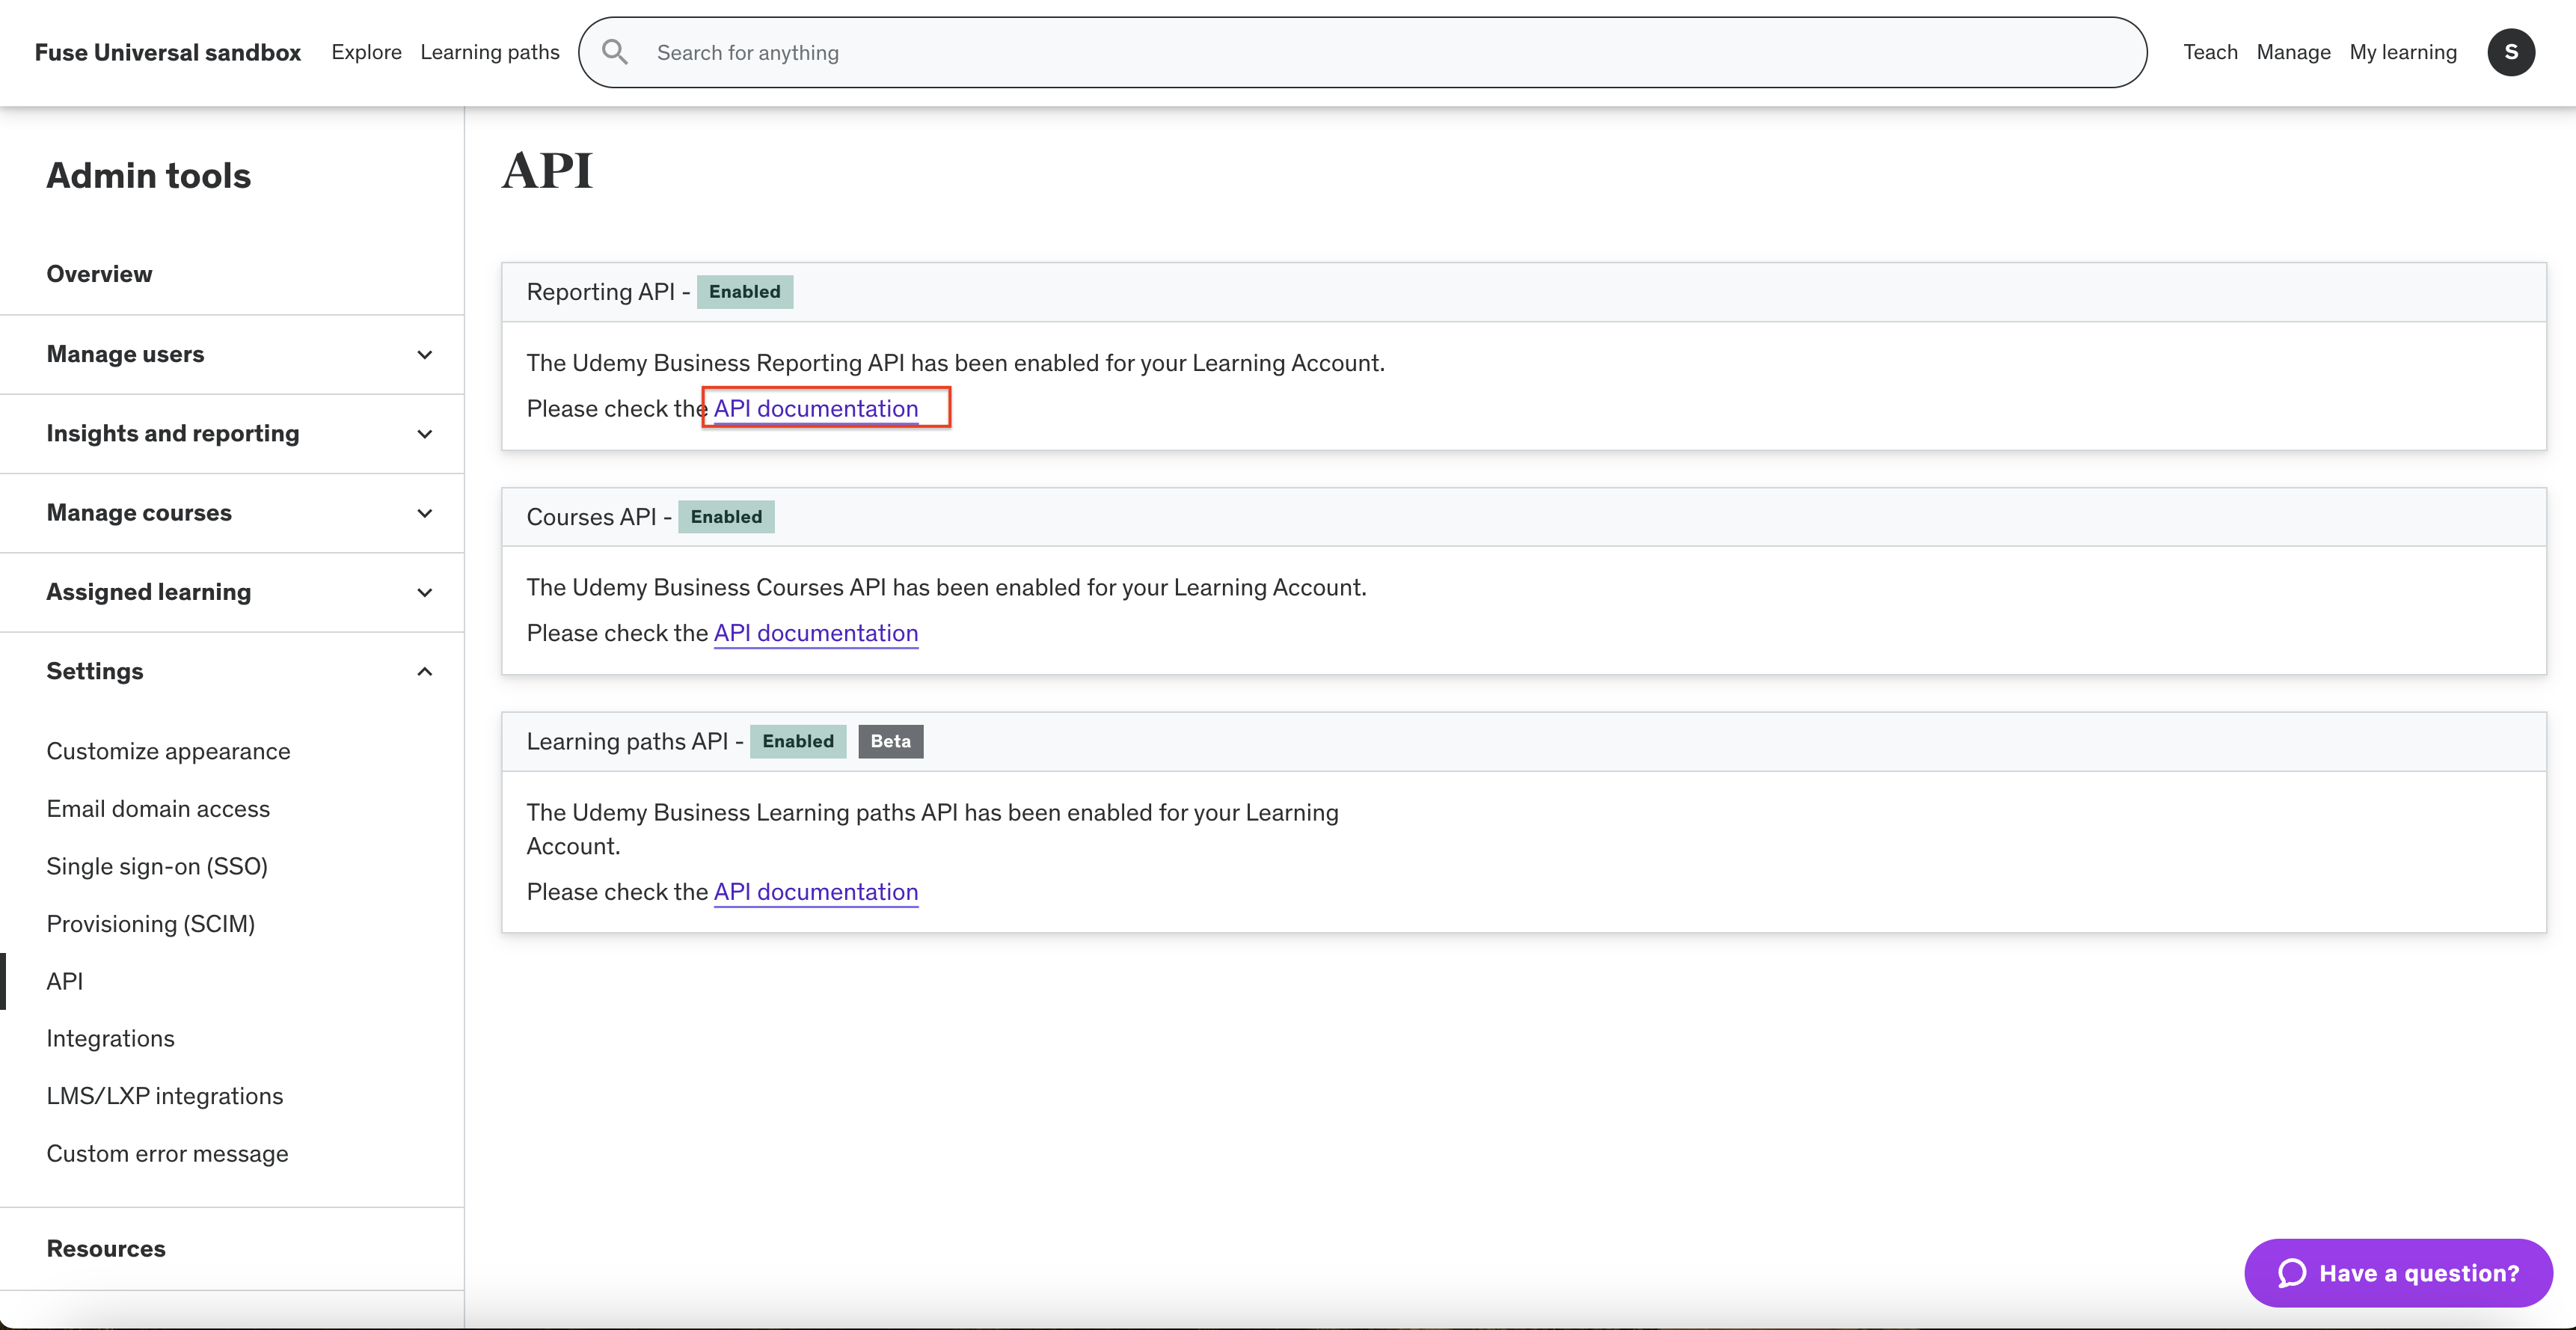 Fuse Universal sandbox Explore Learning paths Search for anything Teach Manage My learning S
Admin tools
Overview
Manage users
Insights and reporting
Manage courses
Assigned learning
Settings
Customize appearance
Email domain access
Single sign-on (SSO)
Provisioning (SCIM)
API
Integrations
LMS/LXP integrations
Custom error message
Resources
API
Reporting API - Enabled
The Udemy Business Reporting API has been enabled for your Learning Account.
Please check the API documentation
Courses API - Enabled
The Udemy Business Courses API has been enabled for your Learning Account.
Please check the API documentation
Learning paths API - Enabled Beta
The Udemy Business Learning paths API has been enabled for your Learning
Account.
Please check the API documentation
Have a question?